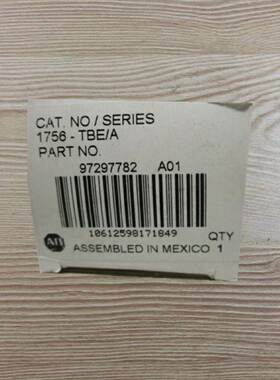 CAT. NO / SERIES
1756 - TBE/A
PART NO.
97297782 A01
10612598171849
QTY
AB ASSEMBLED IN MEXICO 1